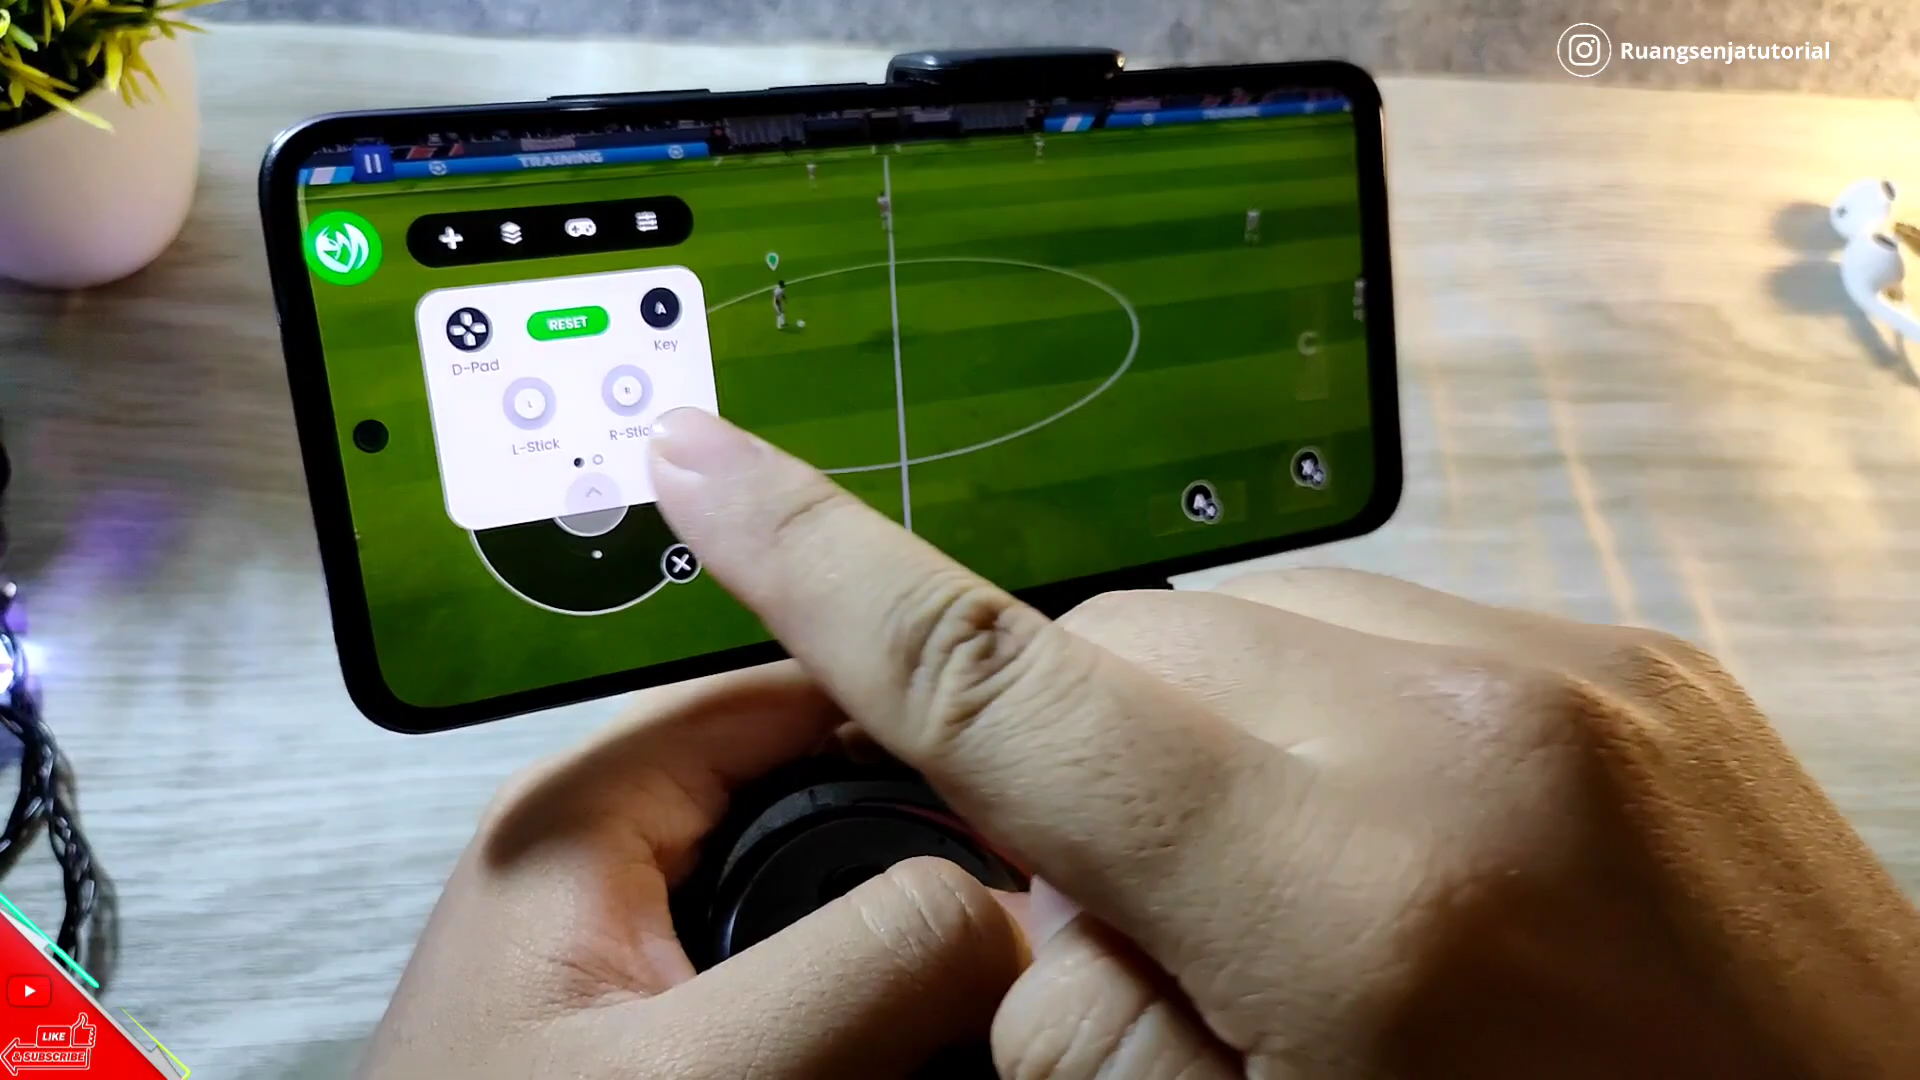 Ruangsenjatutorial
TRAINING
RESET
A
D-Pad
Key
L
R
L-Stick
R-Stic
C
A
X
LIKE
& SUBSCRIBE